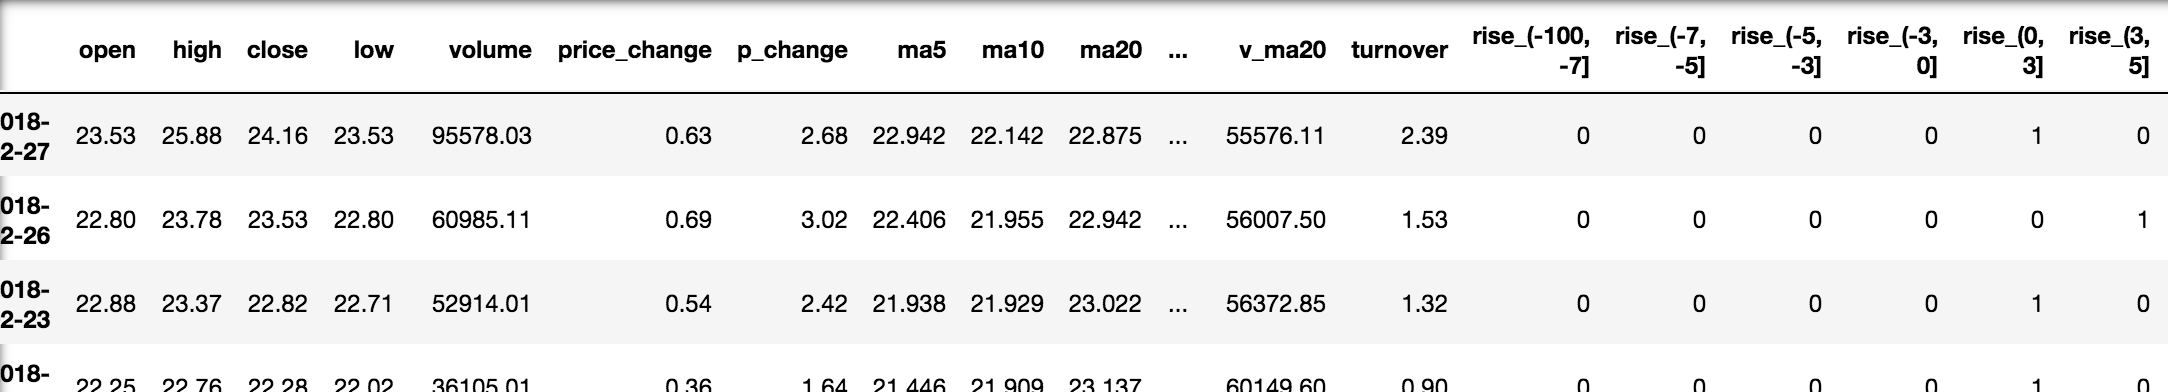 open high close low volume price_change p_change ma5 ma10 ma20 ... v_ma20 turnover rise_(-100, -7] rise_(-7, -5] rise_(-5, -3] rise_(-3, 0] rise_(0, 3] rise_(3, 5]
018-2-27 23.53 25.88 24.16 23.53 95578.03 0.63 2.68 22.942 22.142 22.875 ... 55576.11 2.39 0 0 0 0 1 0
018-2-26 22.80 23.78 23.53 22.80 60985.11 0.69 3.02 22.406 21.955 22.942 ... 56007.50 1.53 0 0 0 0 0 1
018-2-23 22.88 23.37 22.82 22.71 52914.01 0.54 2.42 21.938 21.929 23.022 ... 56372.85 1.32 0 0 0 0 1 0
018- 22.25 22.76 22.28 22.02 36105.01 0.36 1.64 21.446 21.909 23.137 ... 60149.60 0.90 0 0 0 0 1 0